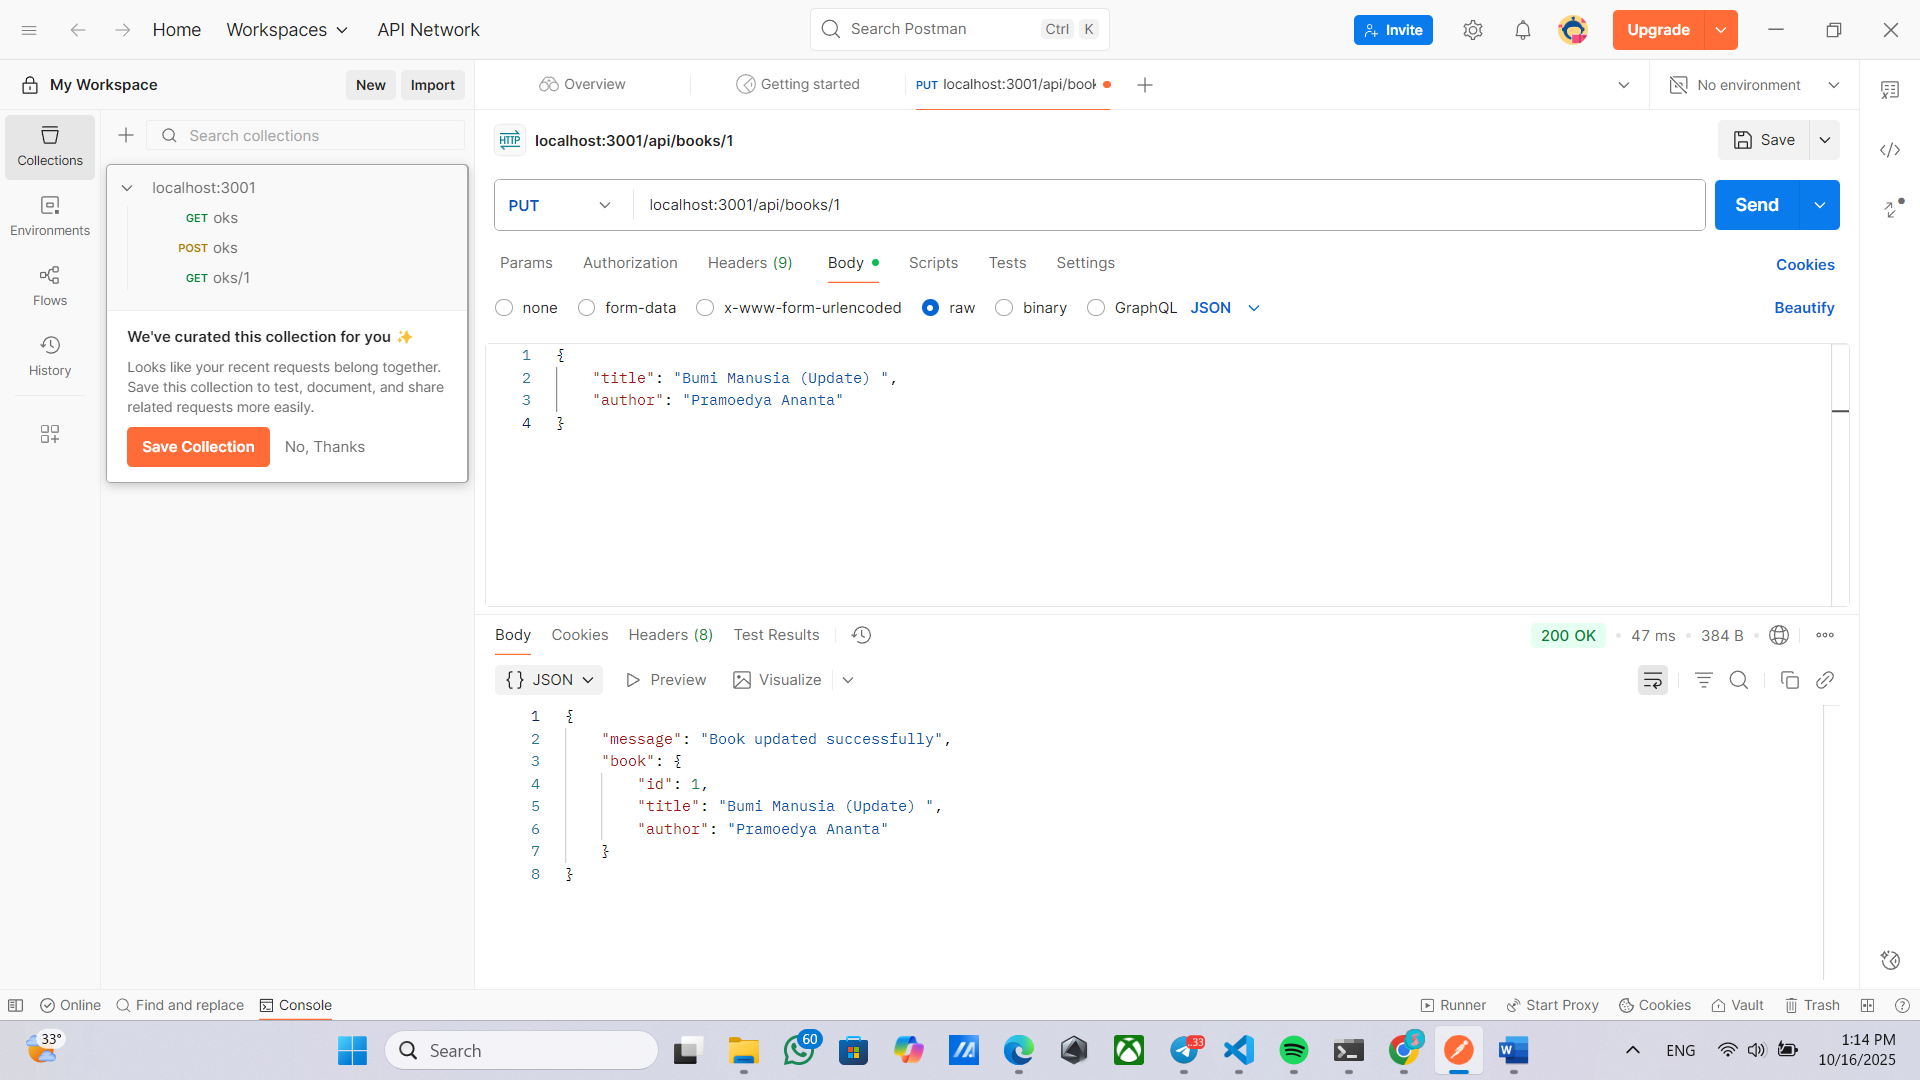 Home
Workspaces
API Network
Search Postman
Ctrl K
Invite
Upgrade
My Workspace
New
Import
Overview
Getting started
PUT localhost:3001/api/book
No environment
Collections
Environments
Flows
History
Search collections
localhost:3001
GET oks
POST oks
GET oks/1
We've curated this collection for you ✨
Looks like your recent requests belong together.
Save this collection to test, document, and share
related requests more easily.
Save Collection
No, Thanks
HTTP localhost:3001/api/books/1
Save
PUT
localhost:3001/api/books/1
Send
Params
Authorization
Headers (9)
Body
Scripts
Tests
Settings
Cookies
none
form-data
x-www-form-urlencoded
raw
binary
GraphQL
JSON
Beautify
1 {
2 "title": "Bumi Manusia (Update) ",
3 "author": "Pramoedya Ananta"
4 }
Body
Cookies
Headers (8)
Test Results
200 OK
47 ms
384 B
{} JSON
Preview
Visualize
1 {
2 "message": "Book updated successfully",
3 "book": {
4 "id": 1,
5 "title": "Bumi Manusia (Update) ",
6 "author": "Pramoedya Ananta"
7 }
8 }
Online
Find and replace
Console
Runner
Start Proxy
Cookies
Vault
Trash
33°
Search
60
33
ENG
1:14 PM
10/16/2025